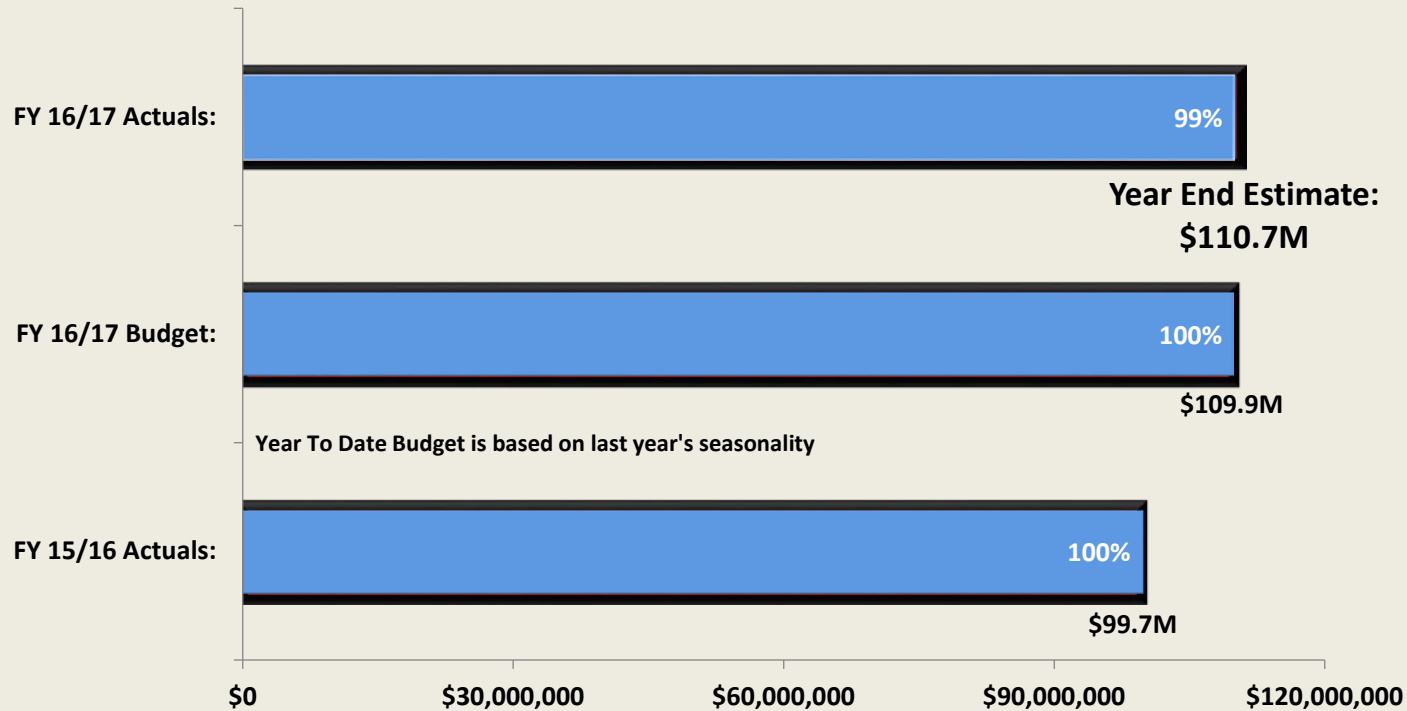 FY 16/17 Actuals:
99%
Year End Estimate:
$110.7M
FY 16/17 Budget:
100%
$109.9M
Year To Date Budget is based on last year's seasonality
FY 15/16 Actuals:
100%
$99.7M
$0
$30,000,000
$60,000,000
$90,000,000
$120,000,000